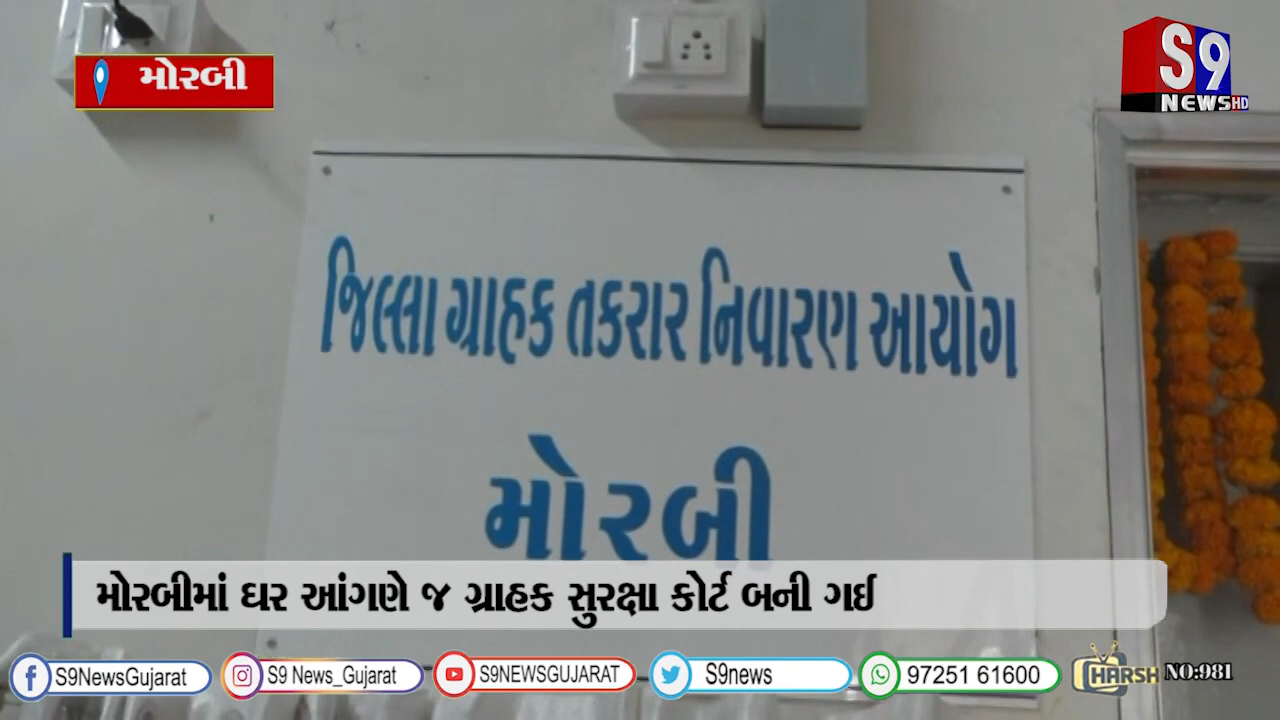 મોરબી
S9
NEWS HD
જિલ્લા ગ્રાહક તકરાર નિવારણ આયોગ
મોરબી
મોરબીમાં ઘર આંગણે જ ગ્રાહક સુરક્ષા કોર્ટ બની ગઈ
S9NewsGujarat
S9 News_Gujarat
S9NEWSGUJARAT
S9news
97251 61600
HARSH NO:981